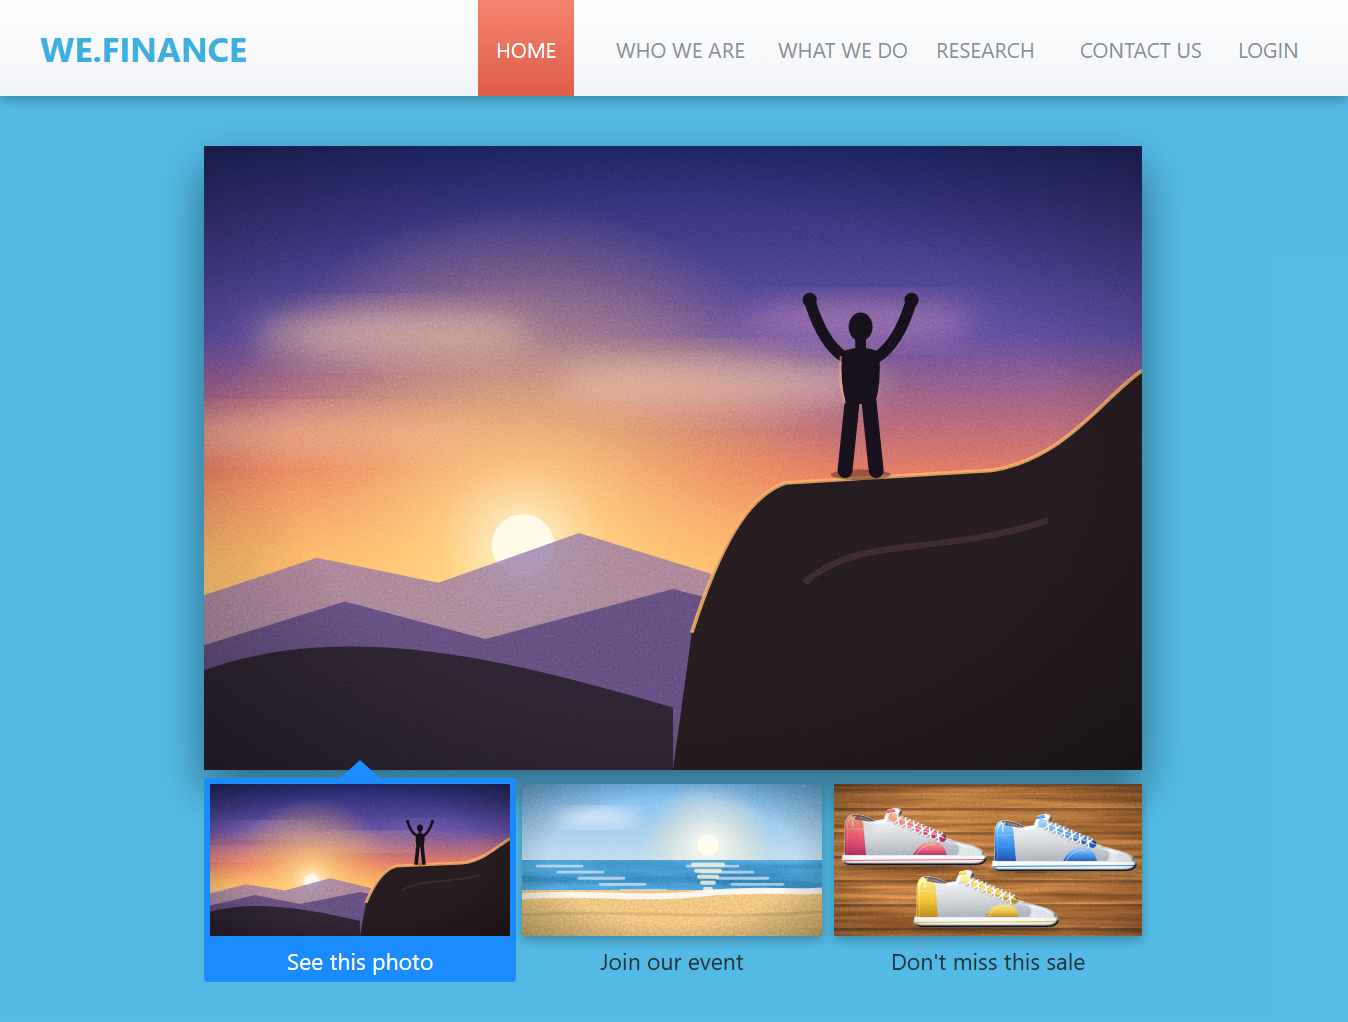 WE.FINANCE
HOME
WHO WE ARE
WHAT WE DO
RESEARCH
CONTACT US
LOGIN
See this photo
Join our event
Don't miss this sale